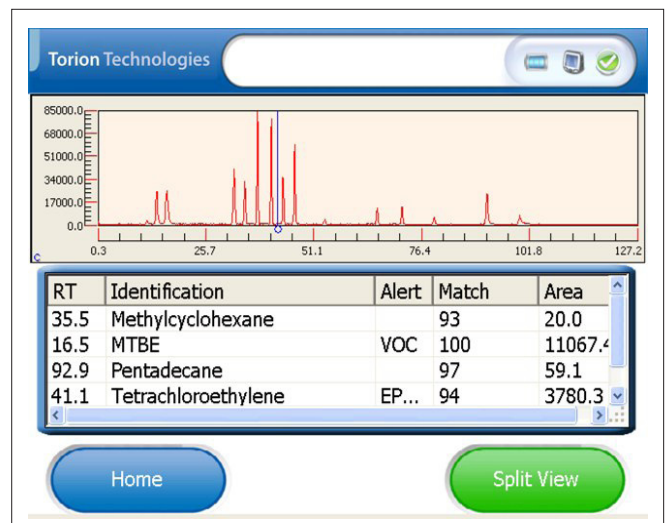 Torion Technologies
85000.0
68000.0
51000.0
34000.0
17000.0
0.0
c
0.3 25.7 51.1 76.4 101.8 127.2
RT Identification Alert Match Area
35.5 Methylcyclohexane 93 20.0
16.5 MTBE VOC 100 11067.4
92.9 Pentadecane 97 59.1
41.1 Tetrachloroethylene EP... 94 3780.3
Home
Split View